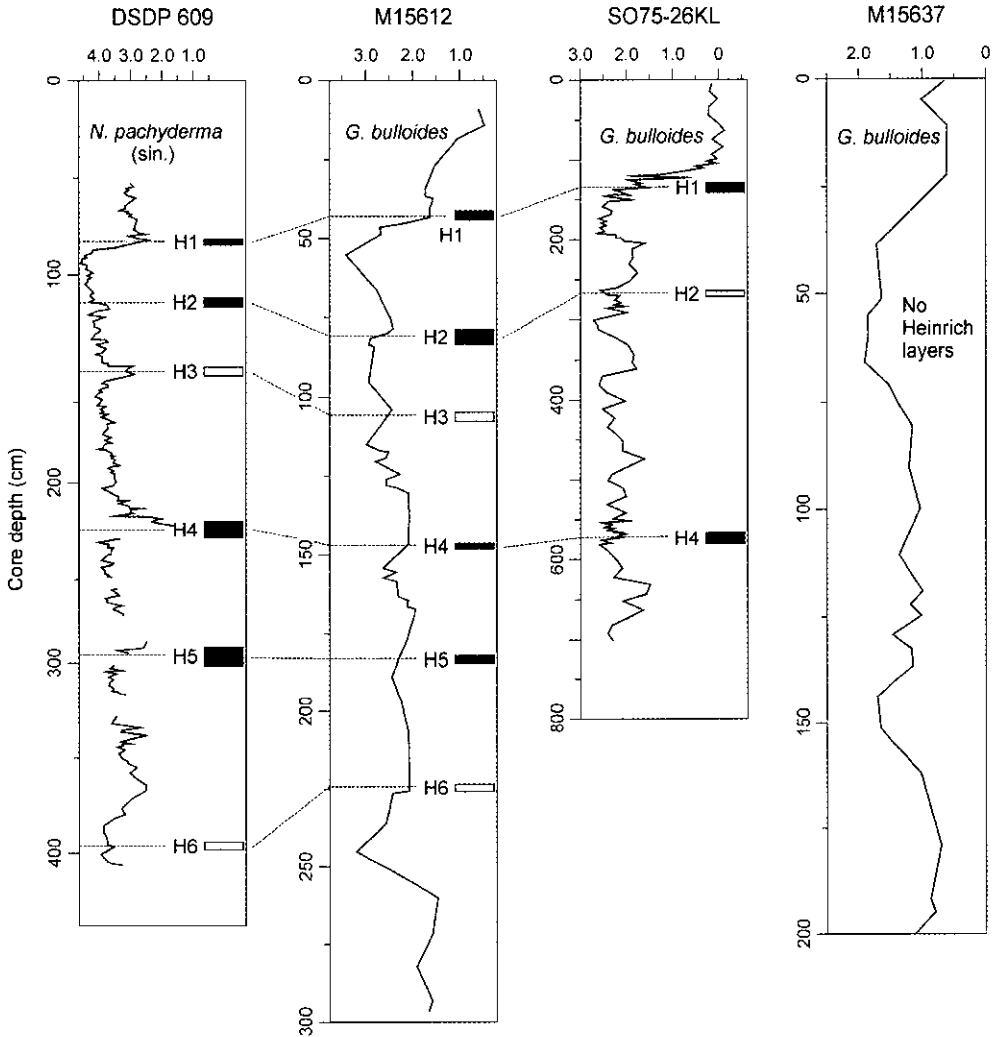 DSDP 609
M15612
SO75-26KL
M15637
4.0 3.0 2.0 1.0
3.0 2.0 1.0
3.0 2.0 1.0 0
2.0 1.0 0
0
0
0
0
N. pachyderma
(sin.)
G. bulloides
G. bulloides
G. bulloides
H1
H1
H1
50
200
100
H2
H2
H2
50
No
Heinrich
layers
H3
100
H3
400
200
H4
150
H4
H4
600
100
Core depth (cm)
300
H5
H5
200
800
150
H6
400
H6
250
200
300